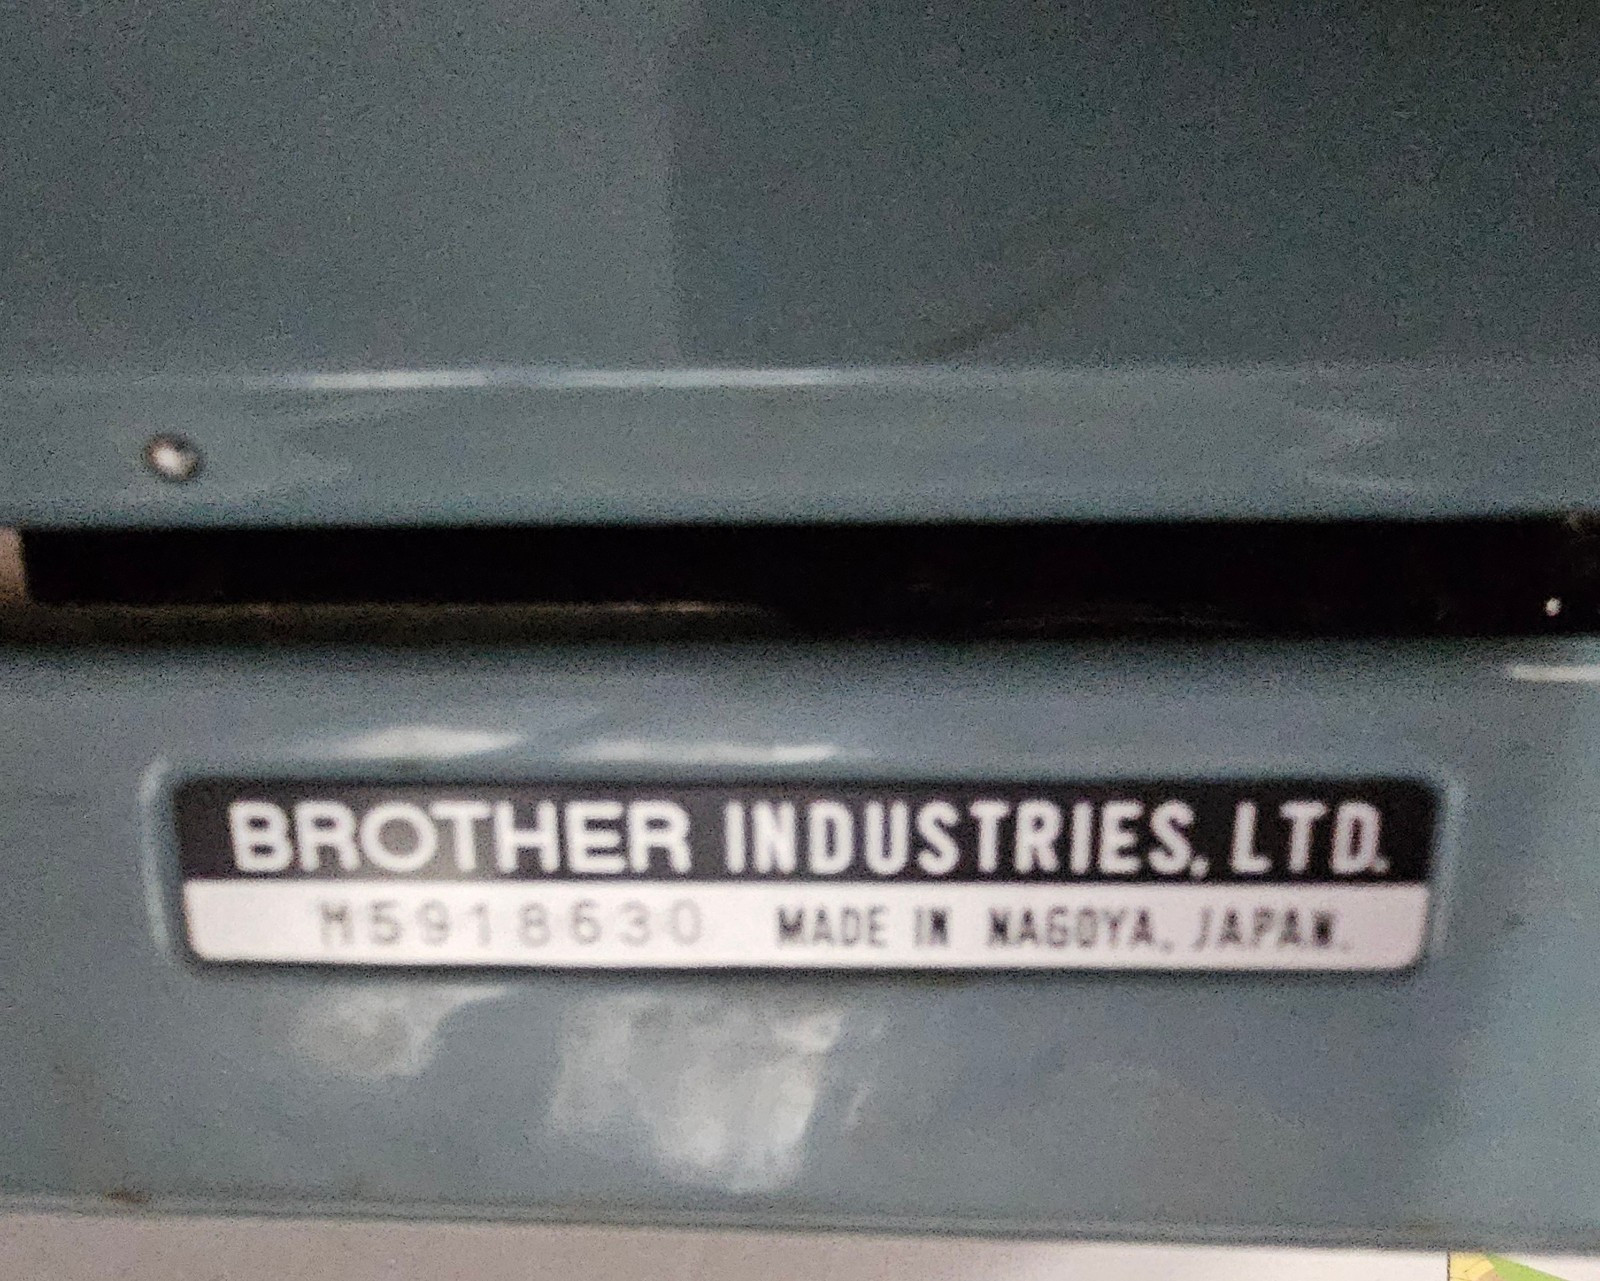 BROTHER INDUSTRIES, LTD.
M5918630 MADE IN NAGOYA, JAPAN.